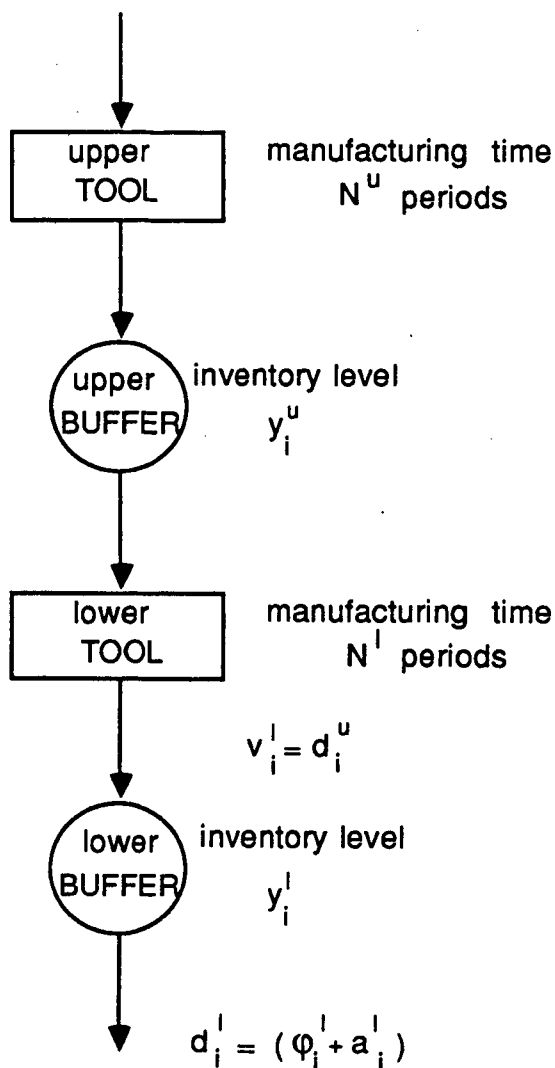 upper
TOOL
manufacturing time
N^u periods
upper
BUFFER
inventory level
y_i^u
lower
TOOL
manufacturing time
N^l periods
v_i^l = d_i^u
lower
BUFFER
inventory level
y_i^l
d_i^l = (φ_i^l + a_i^l)